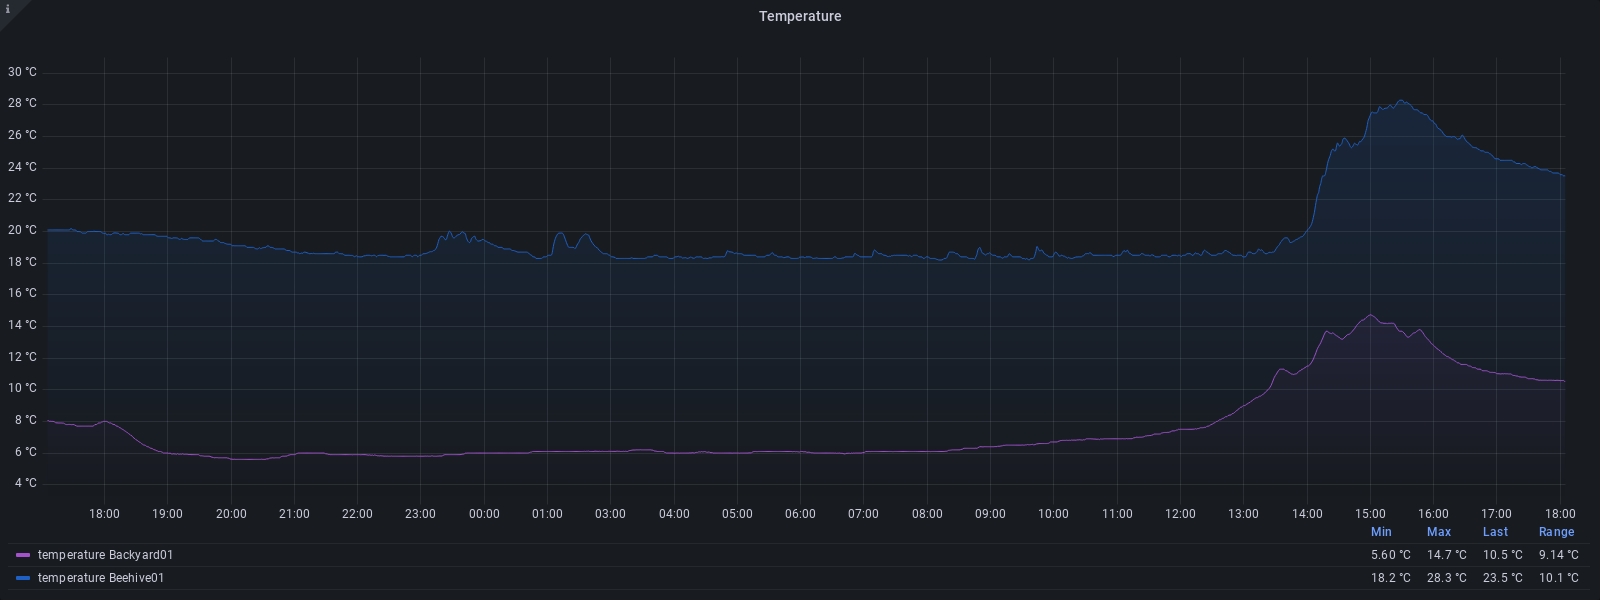 i
Temperature
30 °C
28 °C
26 °C
24 °C
22 °C
20 °C
18 °C
16 °C
14 °C
12 °C
10 °C
8 °C
6 °C
4 °C
18:00 19:00 20:00 21:00 22:00 23:00 00:00 01:00 03:00 04:00 05:00 06:00 07:00 08:00 09:00 10:00 11:00 12:00 13:00 14:00 15:00 16:00 17:00 18:00
Min Max Last Range
temperature Backyard01 5.60 °C 14.7 °C 10.5 °C 9.14 °C
temperature Beehive01 18.2 °C 28.3 °C 23.5 °C 10.1 °C